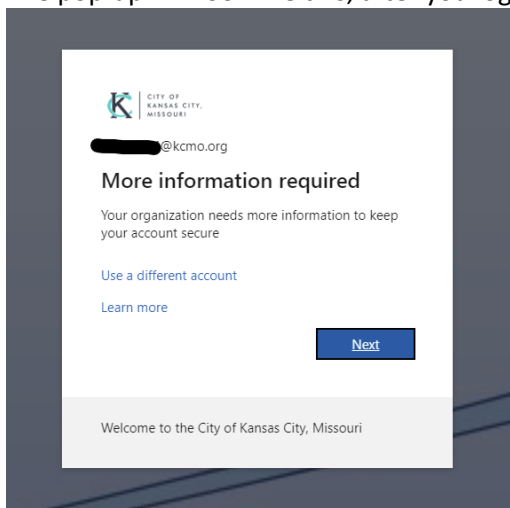 CITY OF
KANSAS CITY,
MISSOURI
@kcmo.org
More information required
Your organization needs more information to keep
your account secure
Use a different account
Learn more
Next
Welcome to the City of Kansas City, Missouri